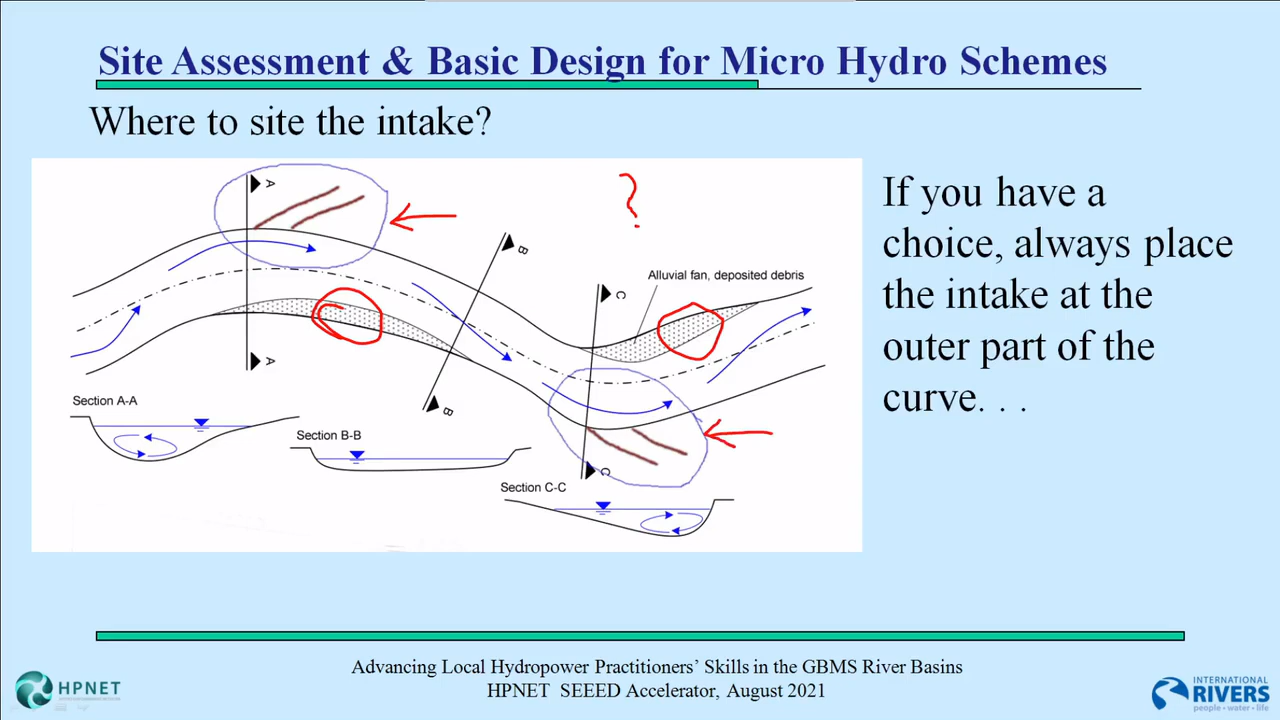 Site Assessment & Basic Design for Micro Hydro Schemes
Where to site the intake?
A
?
B
If you have a
choice, always place
the intake at the
outer part of the
curve. . .
Alluvial fan, deposited debris
C
A
Section A-A
B
Section B-B
C
Section C-C
Advancing Local Hydropower Practitioners' Skills in the GBMS River Basins
HPNET SEEED Accelerator, August 2021
HPNET
INTERNATIONAL
RIVERS
people • water • life